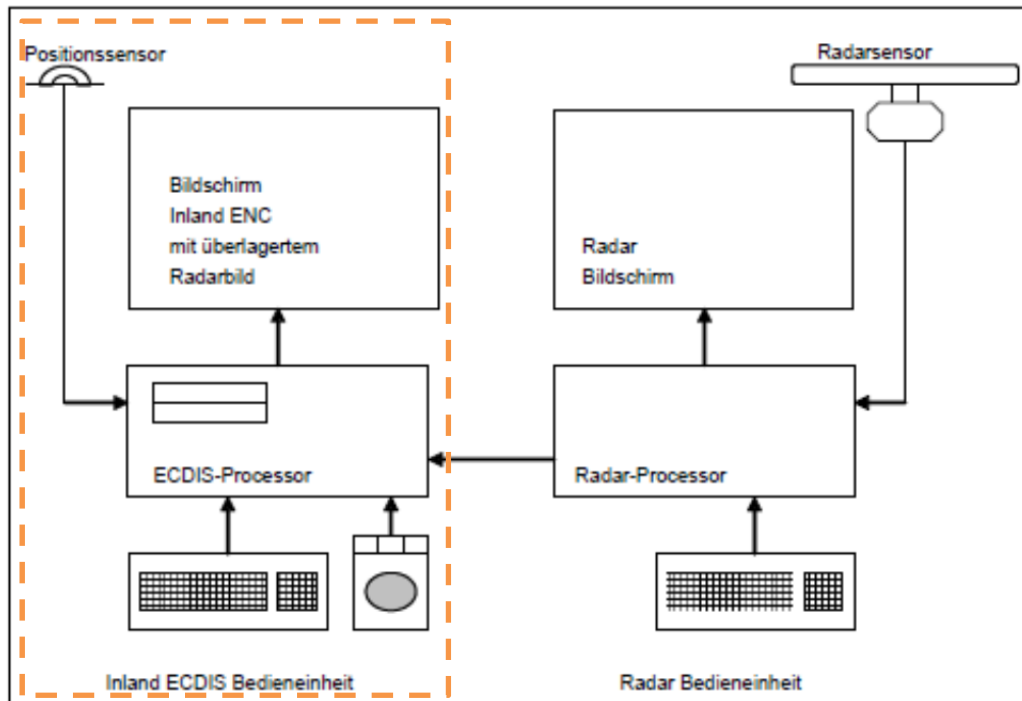 Positionssensor
Radarsensor
Bildschirm
Inland ENC
mit überlagertem
Radarbild
Radar
Bildschirm
ECDIS-Processor
Radar-Processor
Inland ECDIS Bedieneinheit
Radar Bedieneinheit